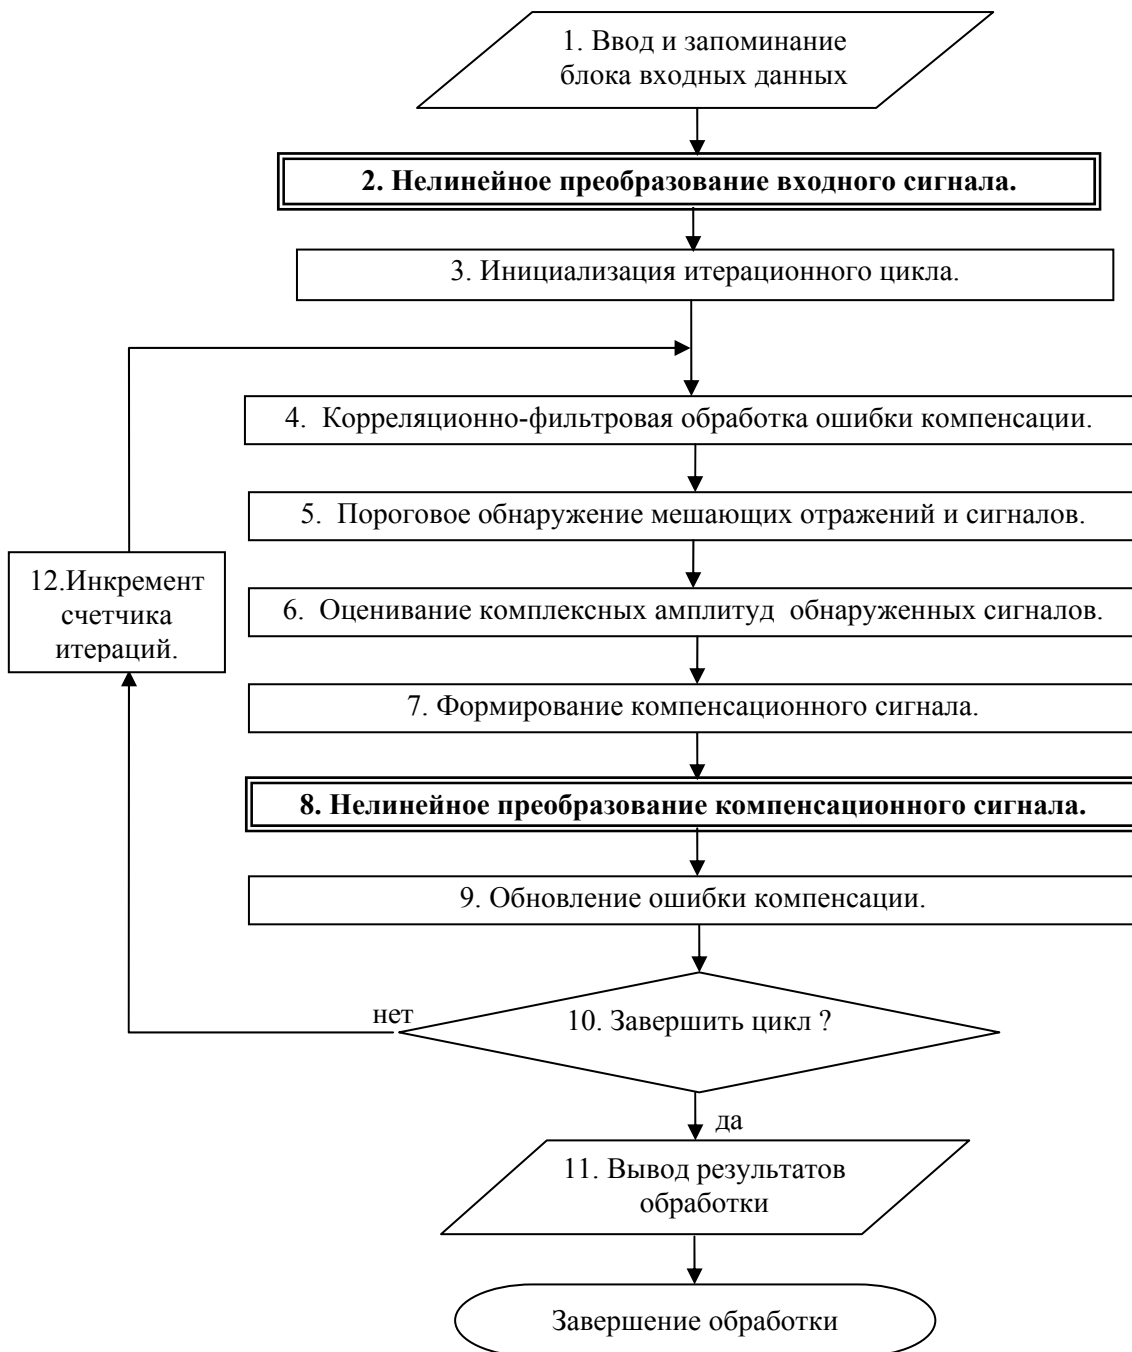 1. Ввод и запоминание
блока входных данных
2. Нелинейное преобразование входного сигнала.
3. Инициализация итерационного цикла.
4. Корреляционно-фильтровая обработка ошибки компенсации.
5. Пороговое обнаружение мешающих отражений и сигналов.
12.Инкремент
счетчика
итераций.
6. Оценивание комплексных амплитуд обнаруженных сигналов.
7. Формирование компенсационного сигнала.
8. Нелинейное преобразование компенсационного сигнала.
9. Обновление ошибки компенсации.
нет
10. Завершить цикл ?
да
11. Вывод результатов
обработки
Завершение обработки